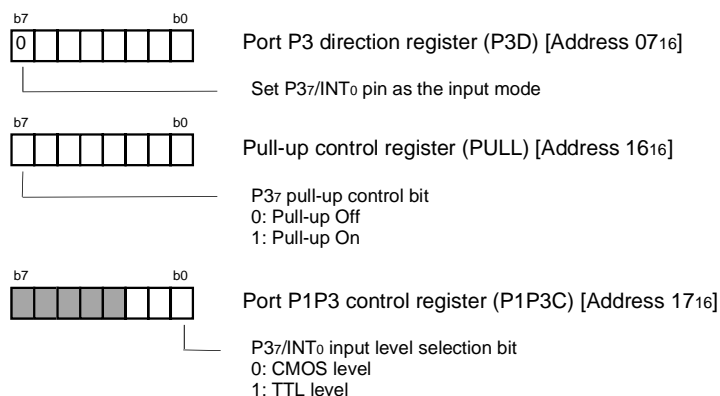 b7 b0
0
Port P3 direction register (P3D) [Address 0716]
Set P37/INT0 pin as the input mode
b7 b0
Pull-up control register (PULL) [Address 1616]
P37 pull-up control bit
0: Pull-up Off
1: Pull-up On
b7 b0
Port P1P3 control register (P1P3C) [Address 1716]
P37/INT0 input level selection bit
0: CMOS level
1: TTL level